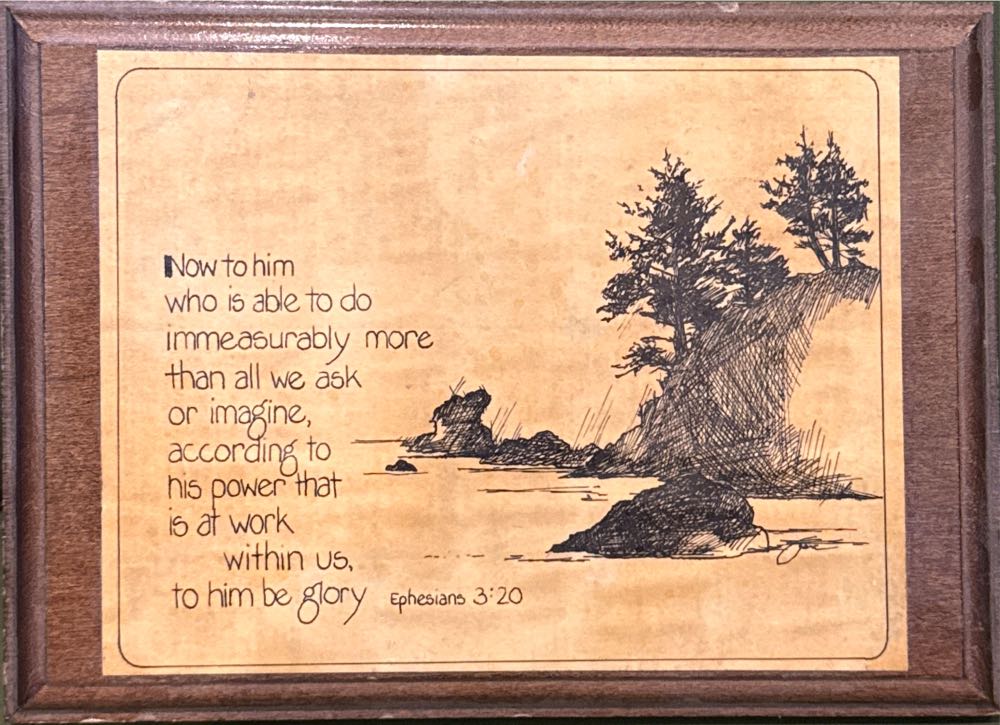 Now to him
who is able to do
immeasurably more
than all we ask
or imagine,
according to
his power that
is at work
within us,
to him be glory Ephesians 3:20